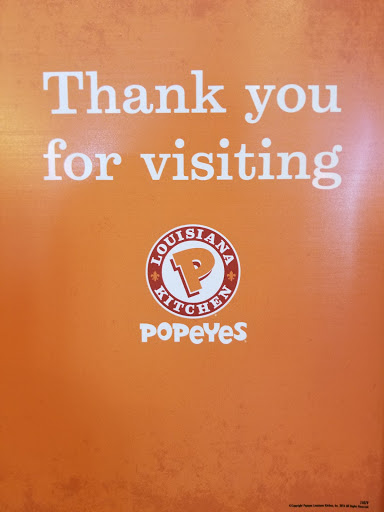 Thank you
for visiting
LOUISIANA
P
KITCHEN
POPEYES